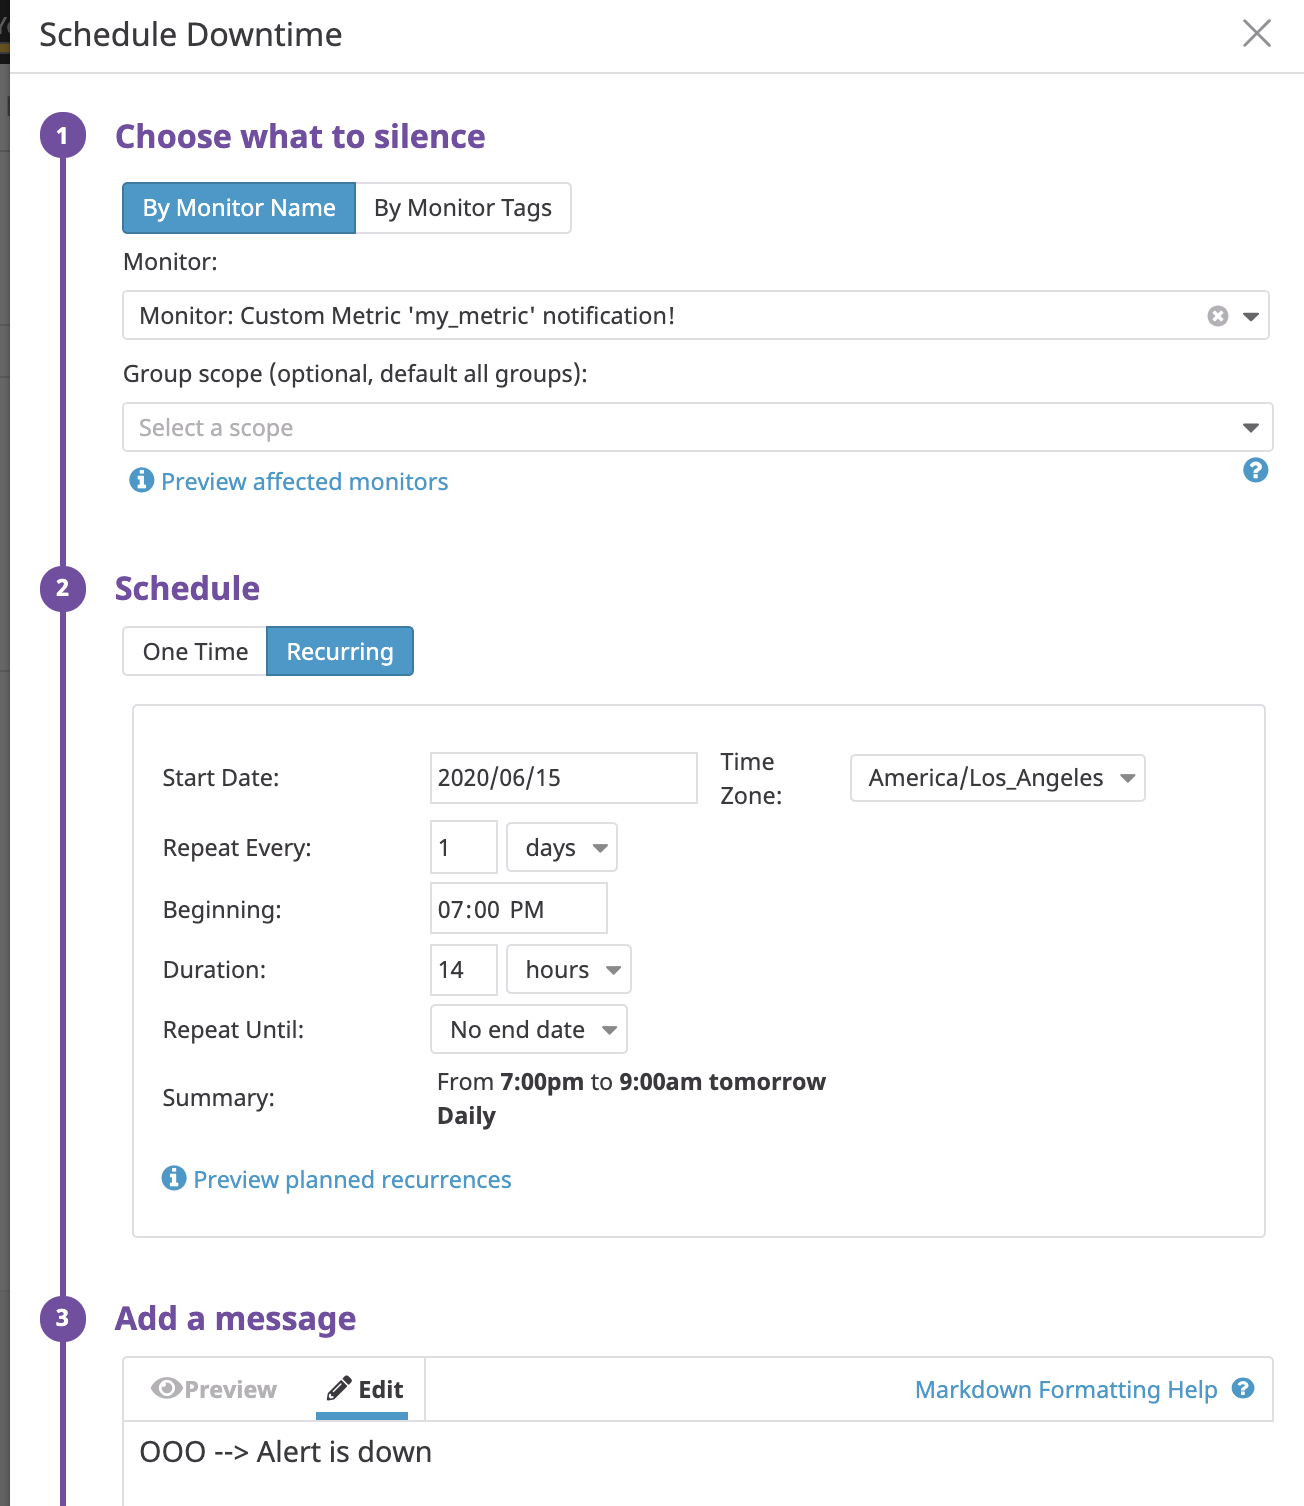 Schedule Downtime
1 Choose what to silence
By Monitor Name By Monitor Tags
Monitor:
Monitor: Custom Metric 'my_metric' notification!
Group scope (optional, default all groups):
Select a scope
Preview affected monitors
2 Schedule
One Time Recurring
Start Date: 2020/06/15 Time Zone: America/Los_Angeles
Repeat Every: 1 days
Beginning: 07:00 PM
Duration: 14 hours
Repeat Until: No end date
Summary: From 7:00pm to 9:00am tomorrow
Daily
Preview planned recurrences
3 Add a message
Preview Edit Markdown Formatting Help
OOO --> Alert is down